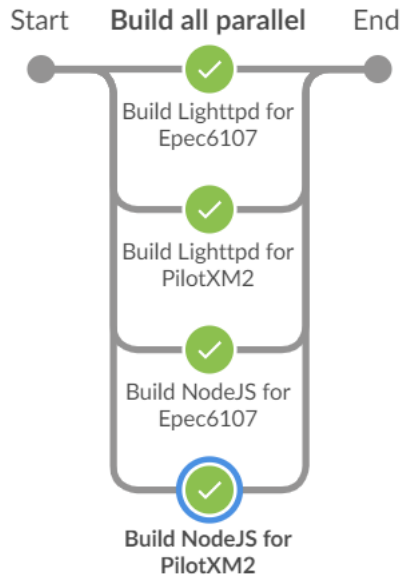 Start Build all parallel End
Build Lighttpd for
Epec6107
Build Lighttpd for
PilotXM2
Build NodeJS for
Epec6107
Build NodeJS for
PilotXM2